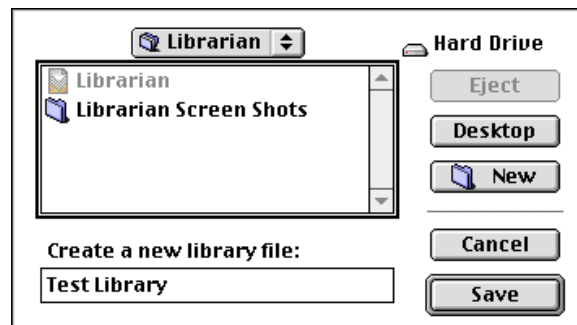 Librarian
Hard Drive
Librarian
Librarian Screen Shots
Eject
Desktop
New
Create a new library file:
Test Library
Cancel
Save